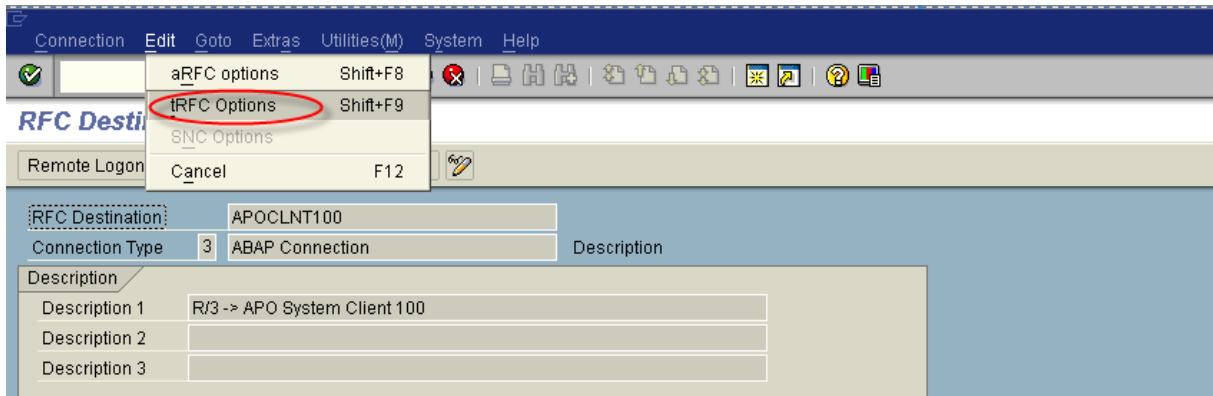 Connection Edit Goto Extras Utilities(M) System Help
aRFC options Shift+F8
tRFC Options Shift+F9
RFC Desti
SNC Options
Remote Logon
Cancel F12
RFC Destination APOCLNT100
Connection Type 3 ABAP Connection Description
Description
Description 1 R/3 -> APO System Client 100
Description 2
Description 3